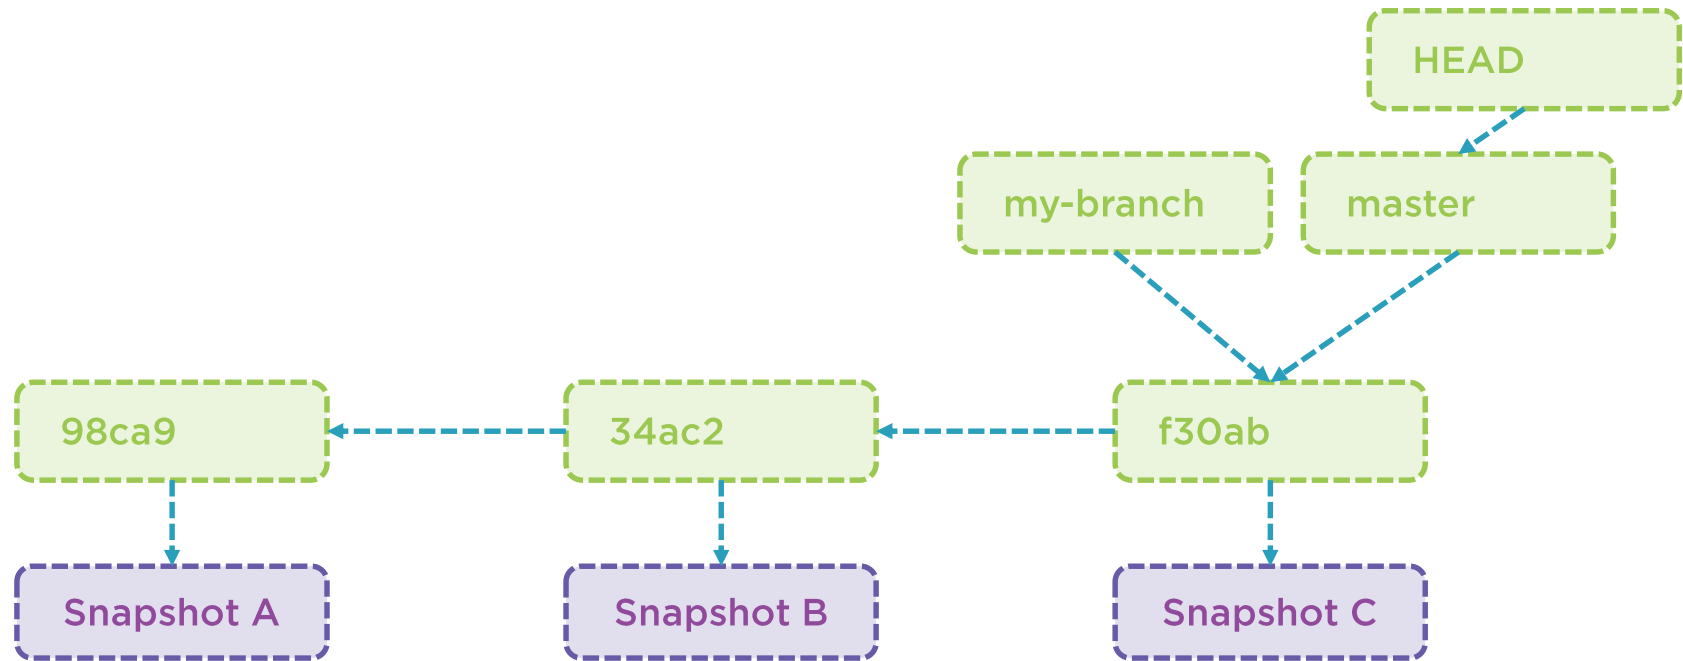 HEAD
my-branch
master
98ca9
34ac2
f30ab
Snapshot A
Snapshot B
Snapshot C